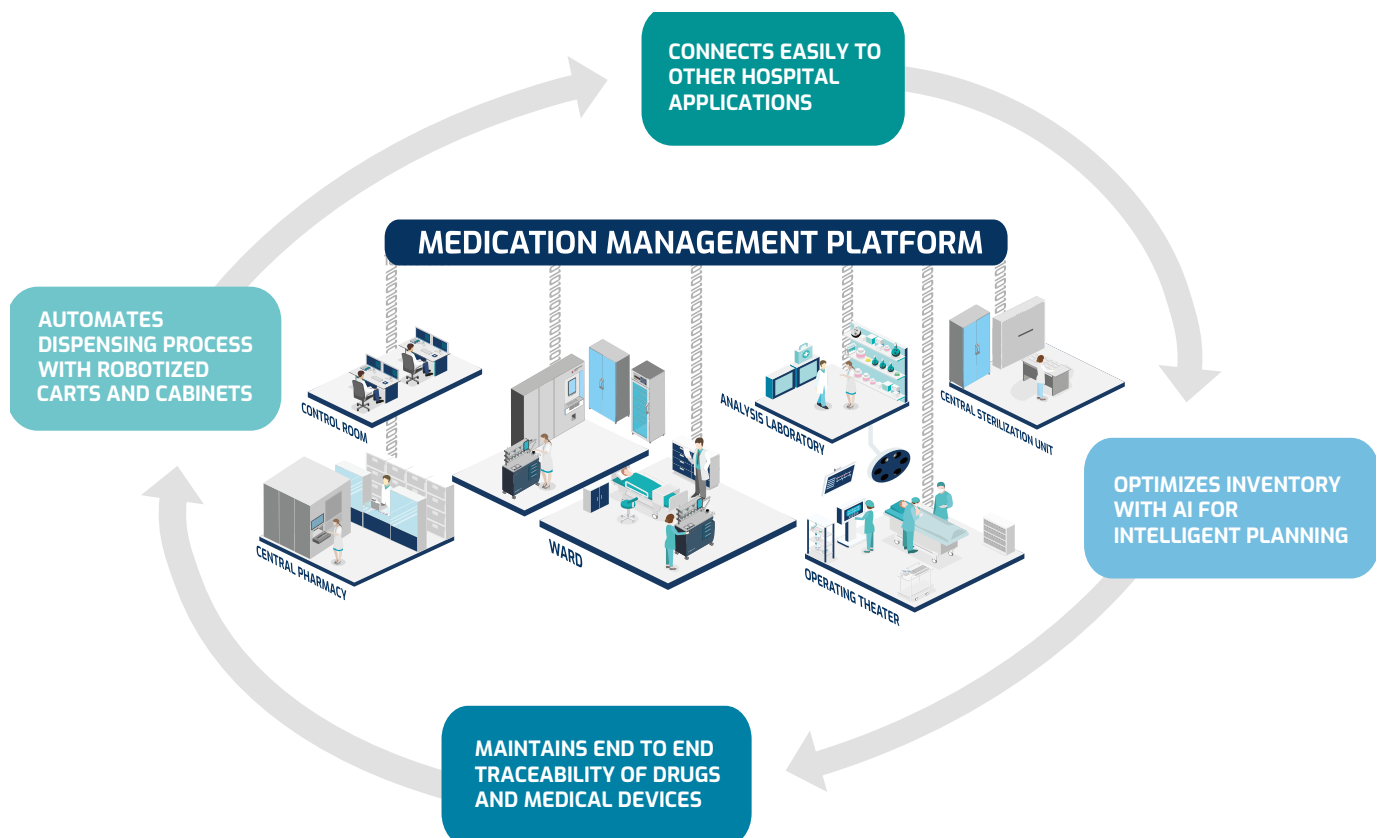 CONNECTS EASILY TO
OTHER HOSPITAL
APPLICATIONS
MEDICATION MANAGEMENT PLATFORM
AUTOMATES
DISPENSING PROCESS
WITH ROBOTIZED
CARTS AND CABINETS
CONTROL ROOM
ANALYSIS LABORATORY
CENTRAL STERILIZATION UNIT
CENTRAL PHARMACY
WARD
OPERATING THEATER
OPTIMIZES INVENTORY
WITH AI FOR
INTELLIGENT PLANNING
MAINTAINS END TO END
TRACEABILITY OF DRUGS
AND MEDICAL DEVICES